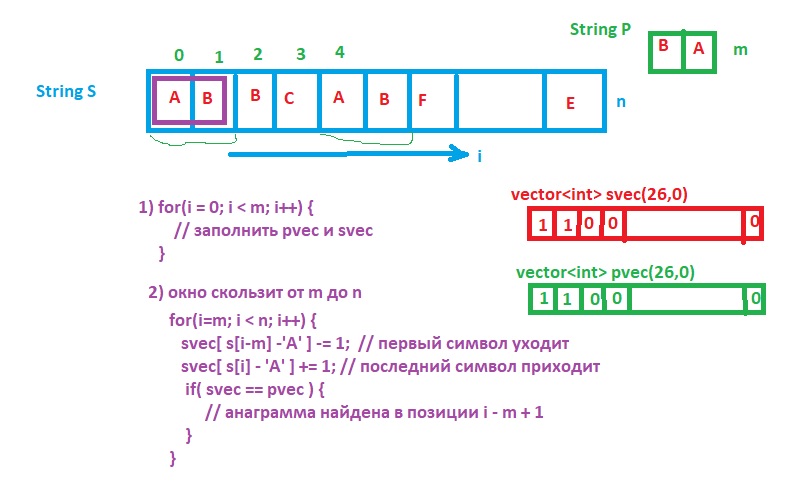 String P
B A m
0 1 2 3 4
String S
A B B C A B F E n
i
1) for(i = 0; i < m; i++) {
// заполнить pvec и svec
}
vector<int> svec(26,0)
1 1 0 0 0
2) окно скользит от m до n
vector<int> pvec(26,0)
1 1 0 0 0
for(i=m; i < n; i++) {
svec[ s[i-m] -'A' ] -= 1; // первый символ уходит
svec[ s[i] - 'A' ] += 1; // последний символ приходит
if( svec == pvec ) {
// анаграмма найдена в позиции i - m + 1
}
}